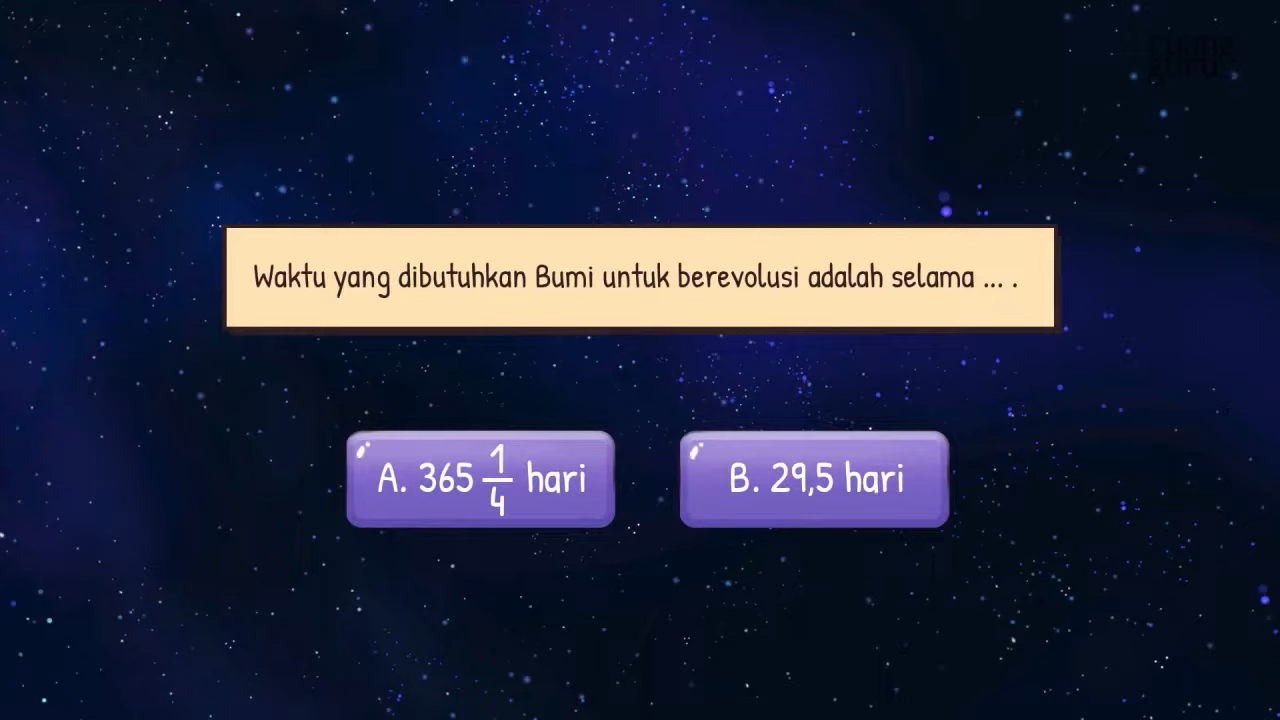 Waktu yang dibutuhkan Bumi untuk berevolusi adalah selama ... .
A. 365 1/4 hari
B. 29,5 hari